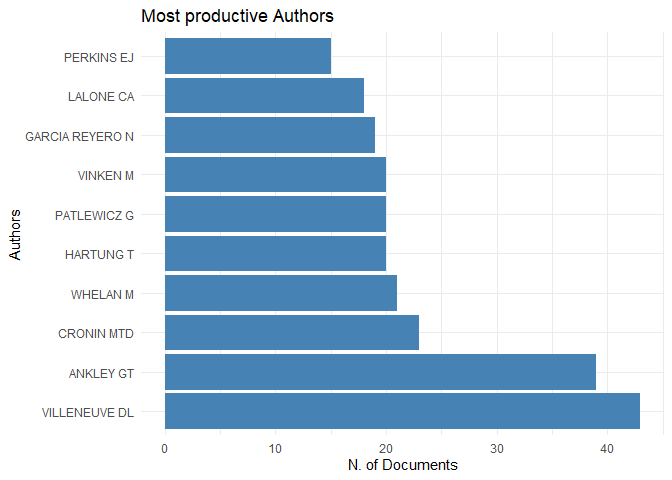 Most productive Authors
PERKINS EJ
LALONE CA
GARCIA REYERO N
VINKEN M
PATLEWICZ G
HARTUNG T
WHELAN M
CRONIN MTD
ANKLEY GT
VILLENEUVE DL
Authors
0 10 20 30 40
N. of Documents